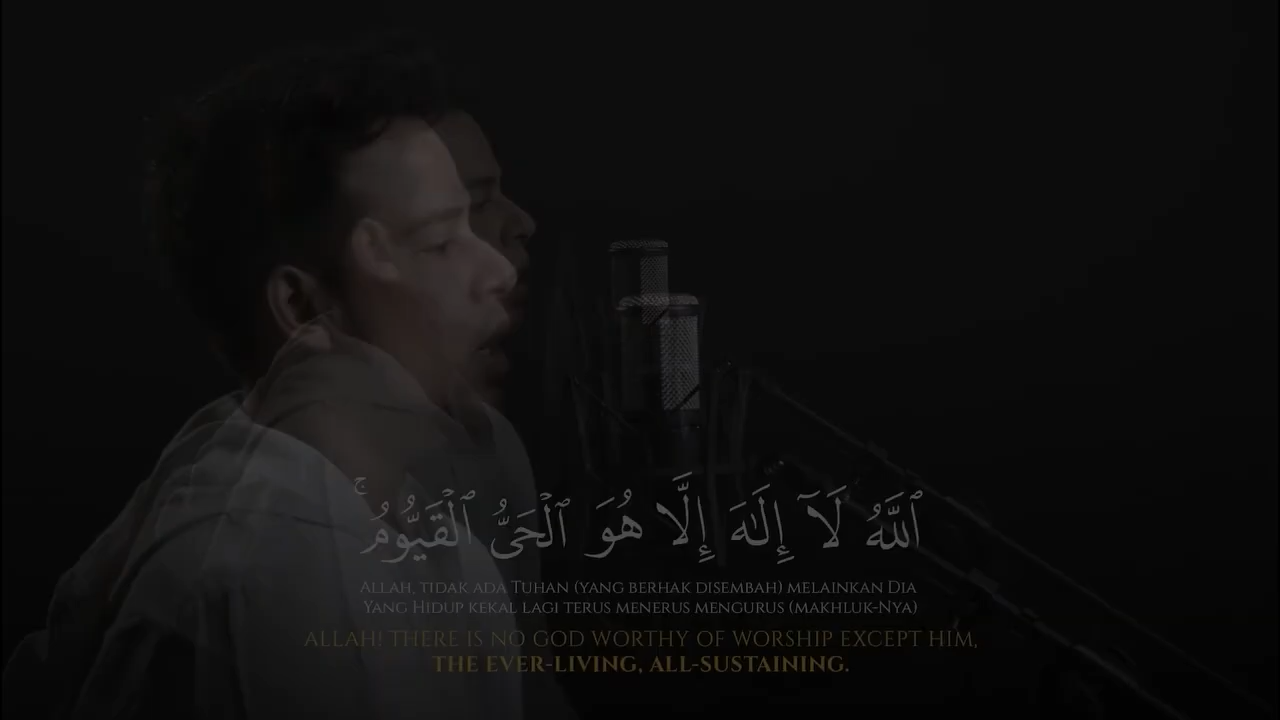 ٱللَّهُ لَآ إِلَـٰهَ إِلَّا هُوَ ٱلْحَىُّ ٱلْقَيُّومُ ۚ
Allah, tidak ada Tuhan (yang berhak disembah) melainkan Dia
Yang Hidup kekal lagi terus menerus mengurus (makhluk-Nya)
ALLAH! THERE IS NO GOD WORTHY OF WORSHIP EXCEPT HIM,
THE EVER-LIVING, ALL-SUSTAINING.